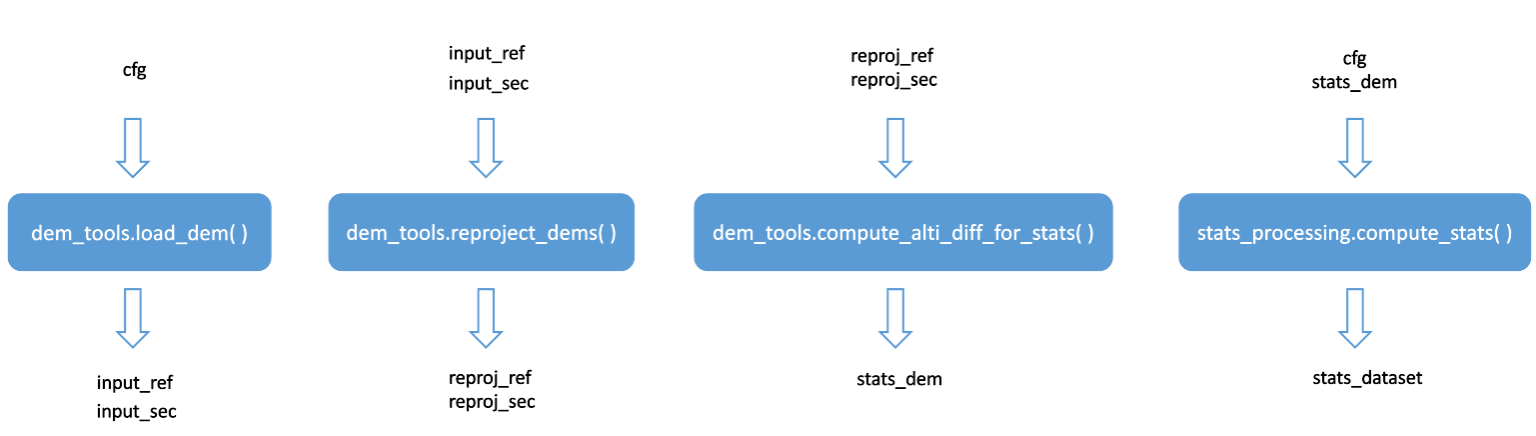 cfg
dem_tools.load_dem( )
input_ref
input_sec
input_ref
input_sec
dem_tools.reproject_dems( )
reproj_ref
reproj_sec
reproj_ref
reproj_sec
dem_tools.compute_alti_diff_for_stats( )
stats_dem
cfg
stats_dem
stats_processing.compute_stats( )
stats_dataset